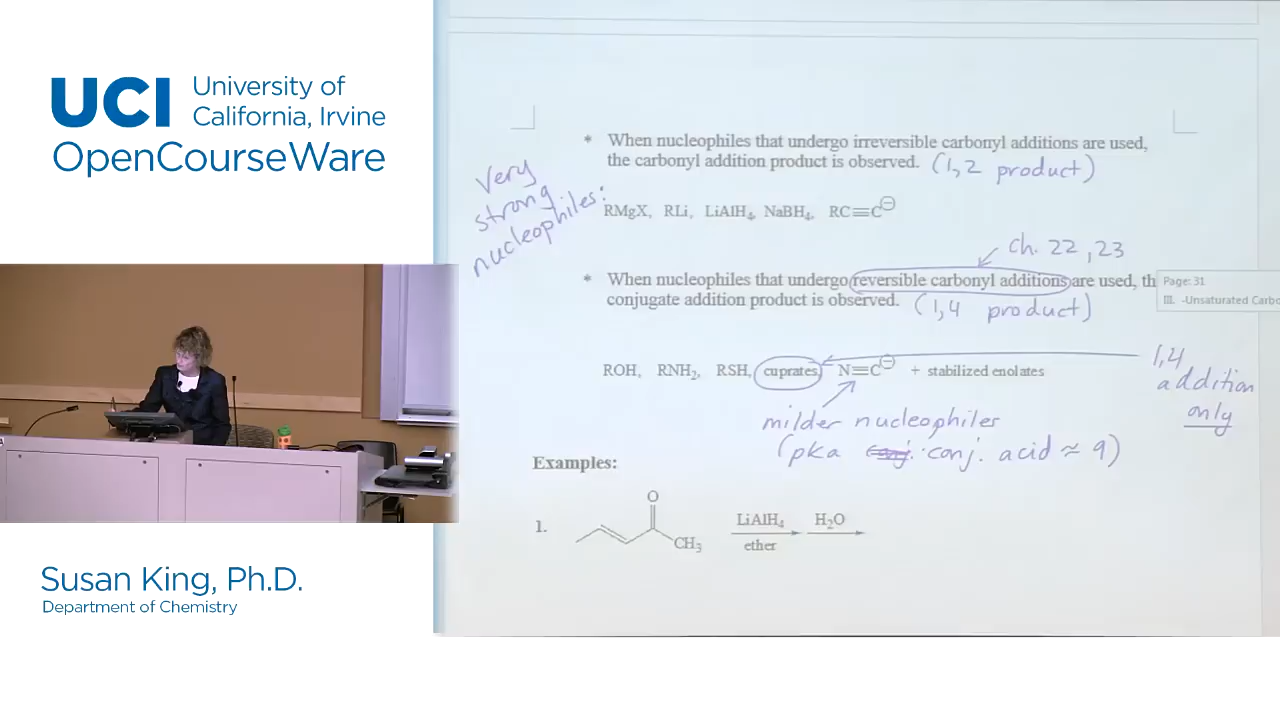 UCI University of
California, Irvine
OpenCourseWare
* When nucleophiles that undergo irreversible carbonyl additions are used,
the carbonyl addition product is observed. (1,2 product)
Very
strong
nucleophiles:
RMgX, RLi, LiAlH4, NaBH4, RC≡C⊖
ch. 22, 23
* When nucleophiles that undergo reversible carbonyl additions are used, th
conjugate addition product is observed. (1,4 product)
Page: 31
III. -Unsaturated Carbo
ROH, RNH2, RSH, cuprates, N≡C⊖ + stabilized enolates
1,4
addition
only
milder nucleophiles
(pka conj. acid ≈ 9)
Examples:
1.
O
CH3
LiAlH4
ether
H2O
Susan King, Ph.D.
Department of Chemistry